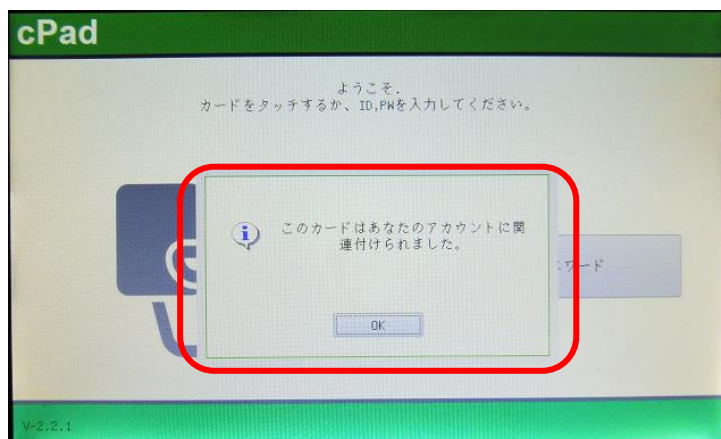 cPad
ようこそ.
カードをタッチするか、ID,PWを入力してください。
このカードはあなたのアカウントに関
連付けられました。
スワード
OK
V-2.2.1